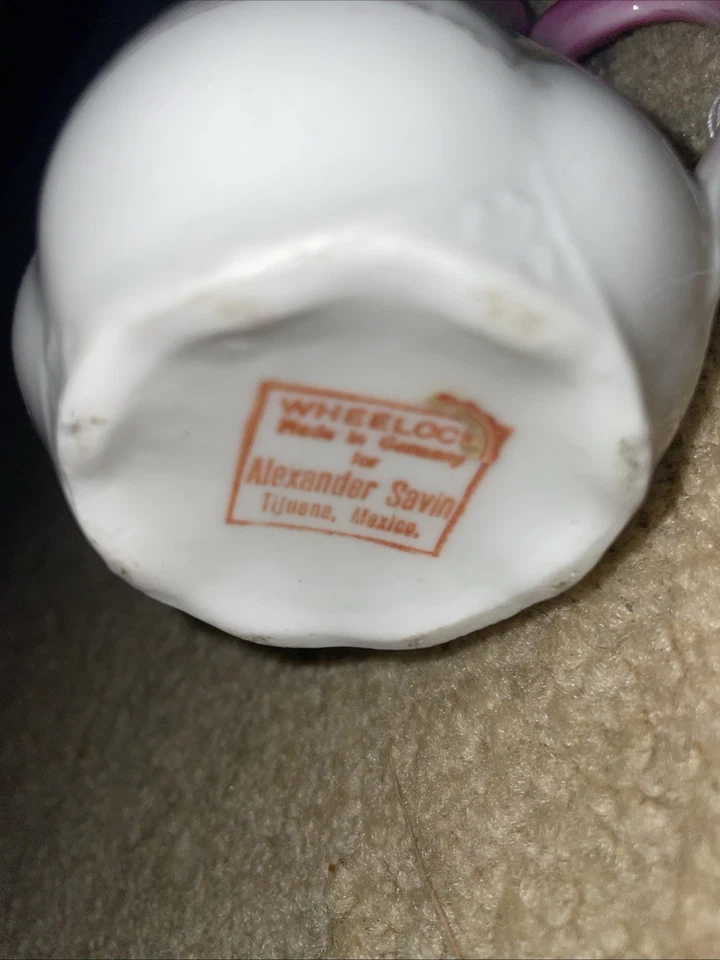 WHEELOCK
Made in Germany
for
Alexander Savin
Tijuana, Mexico.